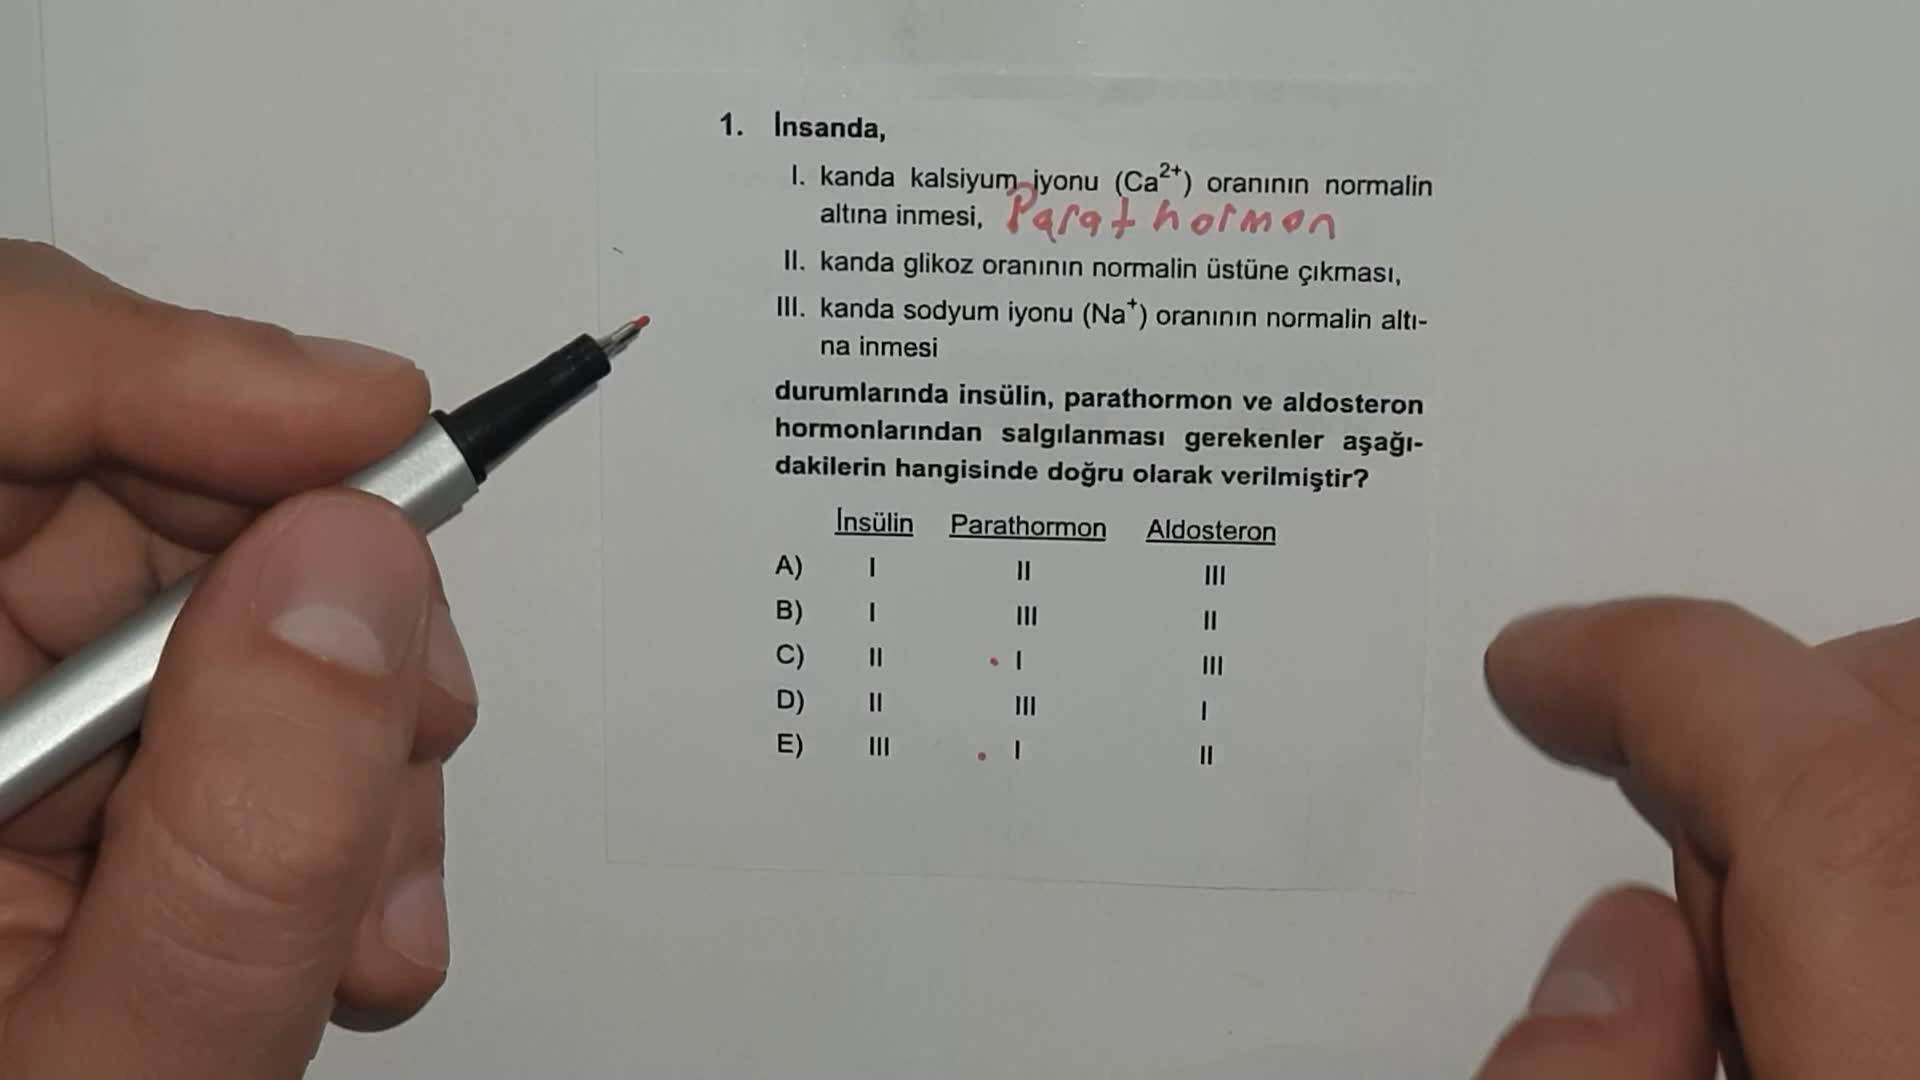 1. İnsanda,
I. kanda kalsiyum iyonu (Ca²⁺) oranının normalin
altına inmesi, Parathormon
II. kanda glikoz oranının normalin üstüne çıkması,
III. kanda sodyum iyonu (Na⁺) oranının normalin altı-
na inmesi
durumlarında insülin, parathormon ve aldosteron
hormonlarından salgılanması gerekenler aşağı-
dakilerin hangisinde doğru olarak verilmiştir?
İnsülin Parathormon Aldosteron
A) I II III
B) I III II
C) II I III
D) II III I
E) III I II